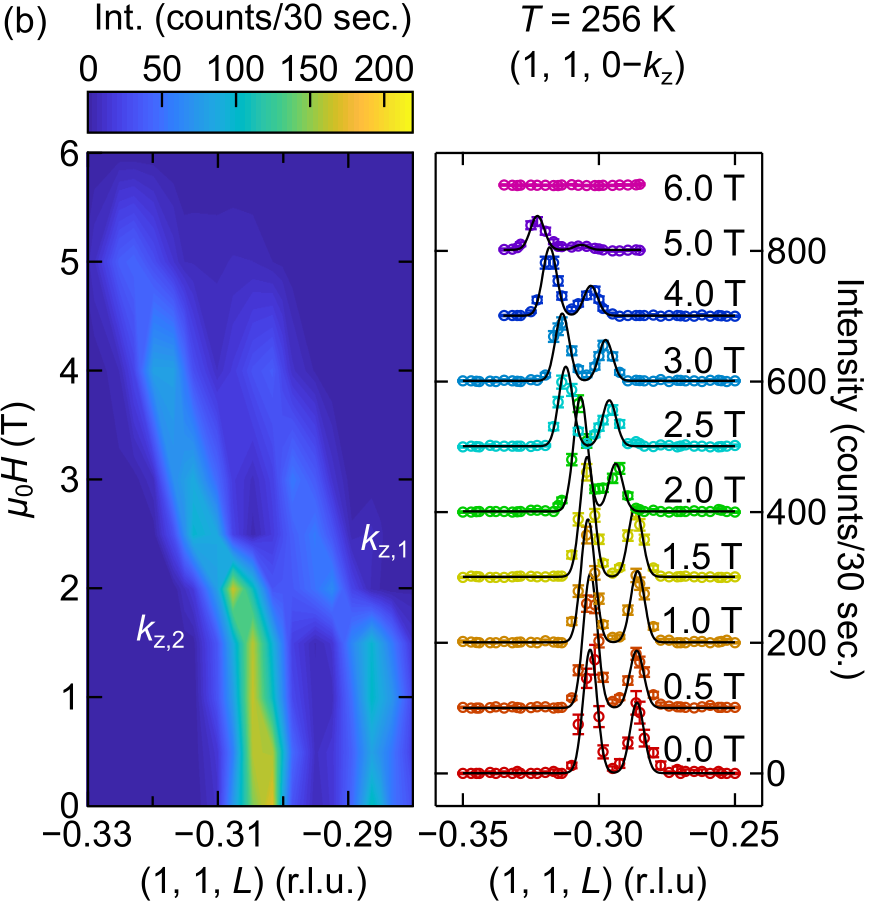 (b)
Int. (counts/30 sec.)
0 50 100 150 200
T = 256 K
(1, 1, 0−kz)
6
5
4
3
2
1
0
μ0H (T)
kz,1
kz,2
−0.33 −0.31 −0.29
(1, 1, L) (r.l.u.)
6.0 T
5.0 T
4.0 T
3.0 T
2.5 T
2.0 T
1.5 T
1.0 T
0.5 T
0.0 T
800
600
400
200
0
Intensity (counts/30 sec.)
−0.35 −0.30 −0.25
(1, 1, L) (r.l.u)